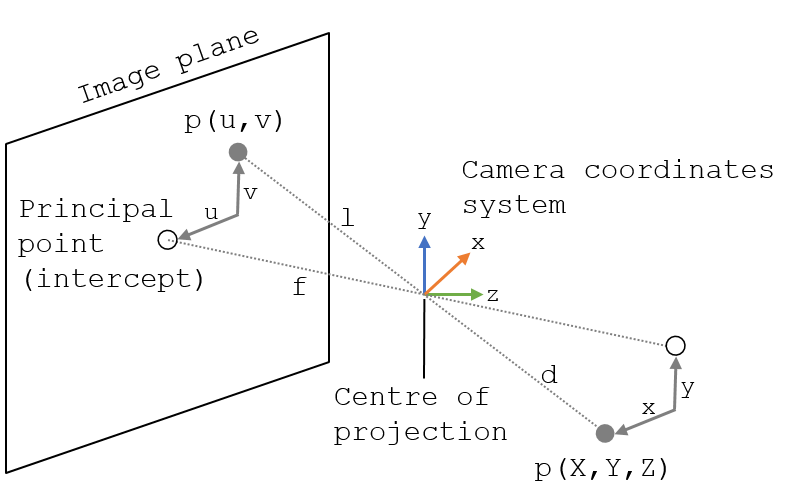 Image plane
p(u,v)
v
u
Principal
point
(intercept)
l
f
Camera coordinates
system
y
x
z
Centre of
projection
d
x
y
p(X,Y,Z)